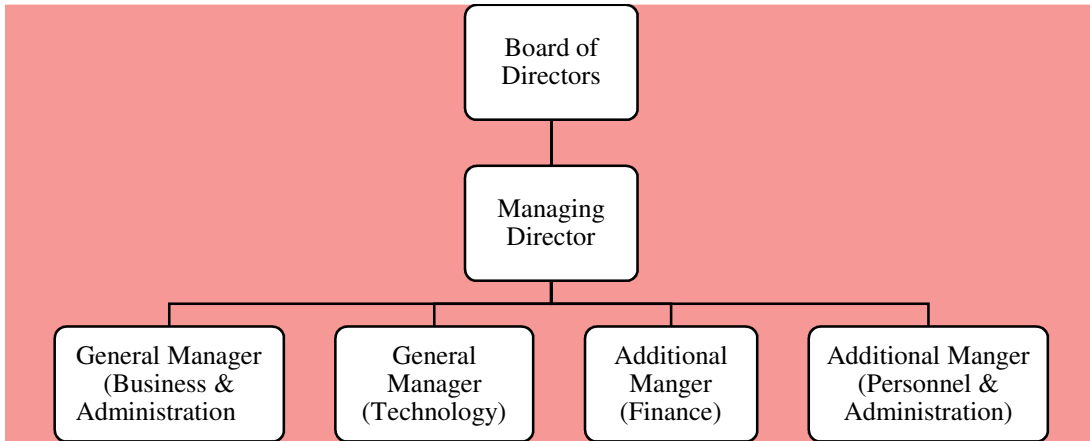 Board of
Directors
Managing
Director
General Manager
(Business &
Administration
General
Manager
(Technology)
Additional
Manger
(Finance)
Additional Manger
(Personnel &
Administration)